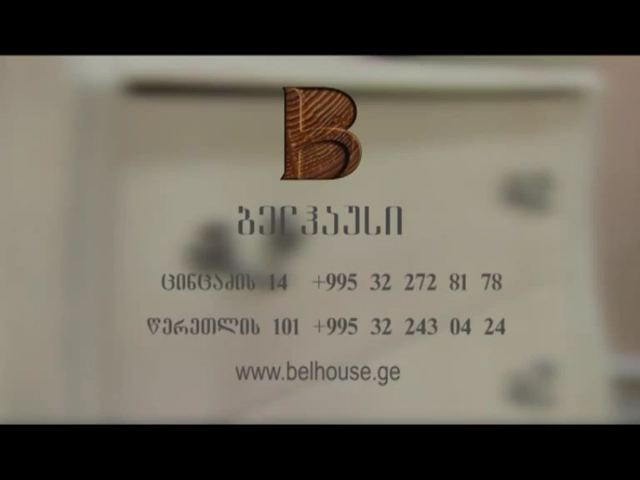 B
ბელჰაუსი
ცინცაძის 14 +995 32 272 81 78
წერეთლის 101 +995 32 243 04 24
www.belhouse.ge